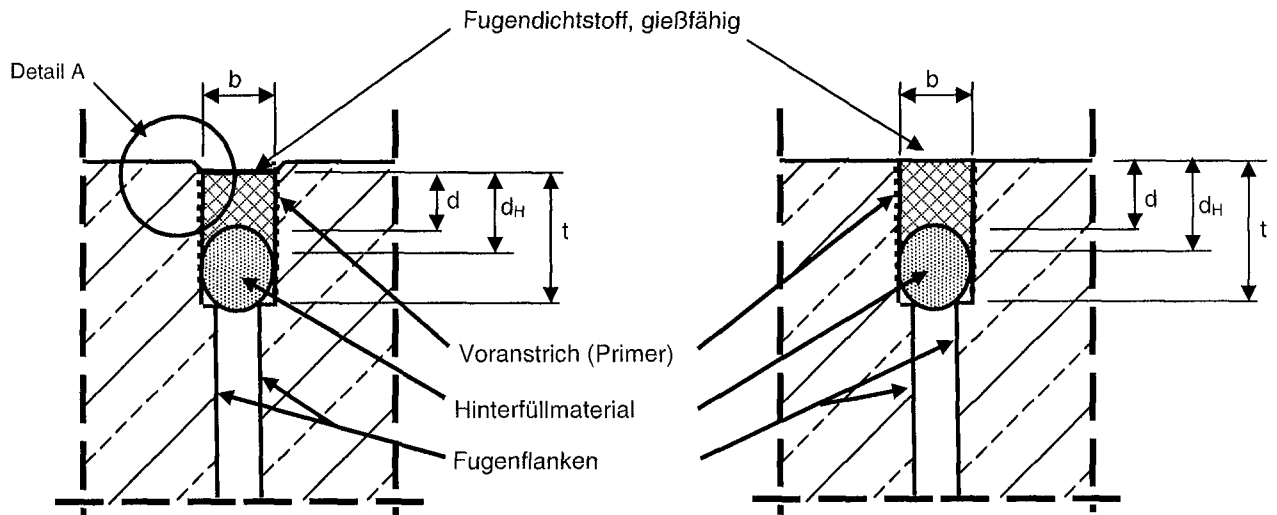 Fugendichtstoff, gießfähig
Detail A
b
b
d
d_H
t
d
d_H
t
Voranstrich (Primer)
Hinterfüllmaterial
Fugenflanken